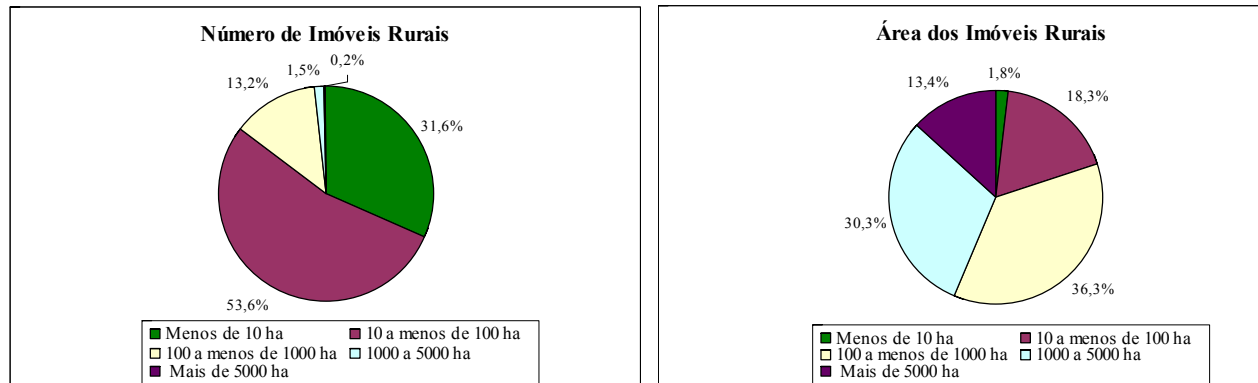 Número de Imóveis Rurais
0,2%
1,5%
13,2%
31,6%
53,6%
Menos de 10 ha 10 a menos de 100 ha
100 a menos de 1000 ha 1000 a 5000 ha
Mais de 5000 ha
Área dos Imóveis Rurais
1,8%
13,4%
18,3%
30,3%
36,3%
Menos de 10 ha 10 a menos de 100 ha
100 a menos de 1000 ha 1000 a 5000 ha
Mais de 5000 ha